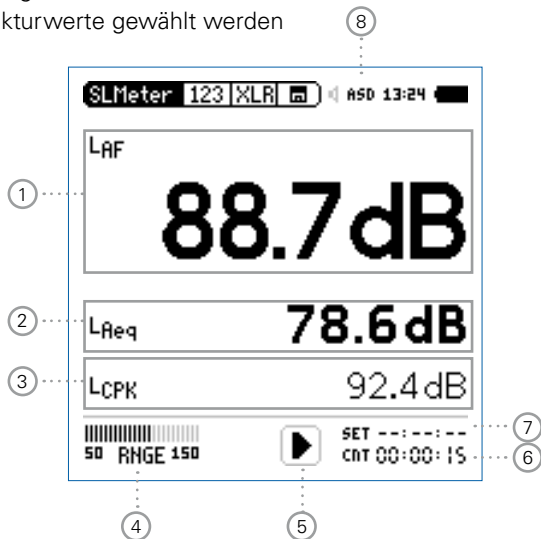 kturwerte gewählt werden
8
SLMeter 123 XLR ASD 13:24
1
LAF
88.7dB
2
LAeq
78.6dB
3
LCPK
92.4dB
50 RNGE 150
SET --:--:--
7
CNT 00:00:15
6
4
5